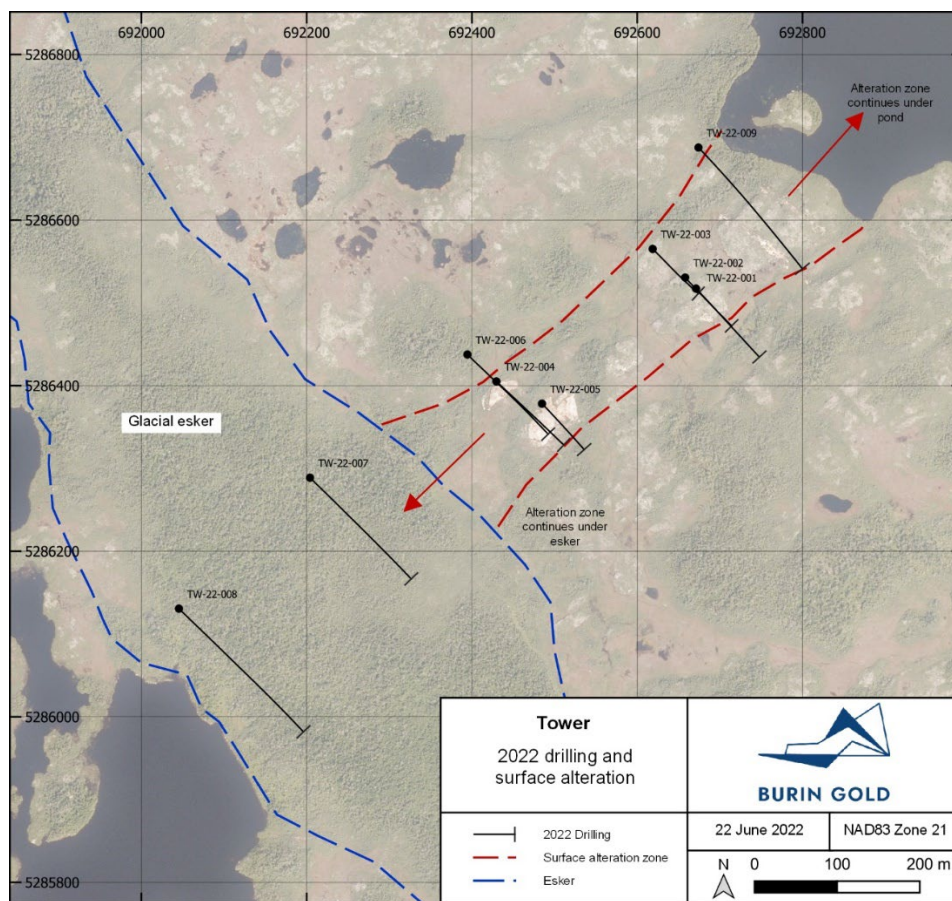 692000 692200 692400 692600 692800
5286800
Alteration zone
continues under
pond
TW-22-009
5286600
TW-22-003
TW-22-002
TW-22-001
TW-22-006
TW-22-004
5286400
TW-22-005
Glacial esker
TW-22-007
Alteration zone
continues under
esker
5286200
TW-22-008
5286000
5285800
Tower
2022 drilling and
surface alteration
2022 Drilling
Surface alteration zone
Esker
BURIN GOLD
22 June 2022 NAD83 Zone 21
N 0 100 200 m